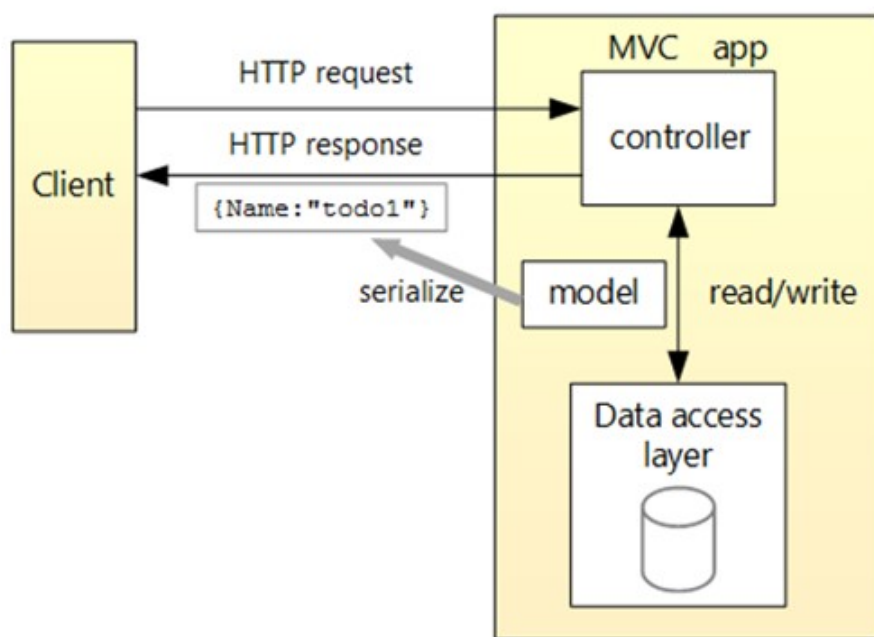 MVC app
HTTP request
controller
HTTP response
Client
{Name:"todo1"}
serialize
model
read/write
Data access
layer